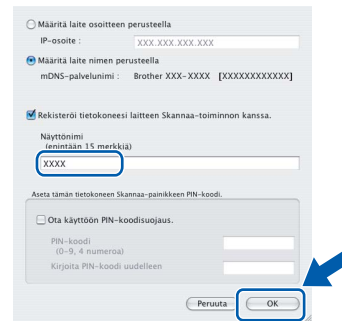 Määritä laite osoitteen perusteella
IP-osoite : XXX.XXX.XXX.XXX
Määritä laite nimen perusteella
mDNS-palvelunimi : Brother XXX-XXXX [XXXXXXXXXXXX]
Rekisteröi tietokoneesi laitteen Skannaa-toiminnon kanssa.
Näyttönimi
(enintään 15 merkkiä)
XXXX
Aseta tämän tietokoneen Skannaa-painikkeen PIN-koodi.
Ota käyttöön PIN-koodisuojaus.
PIN-koodi
(0-9, 4 numeroa)
Kirjoita PIN-koodi uudelleen
Peruuta OK